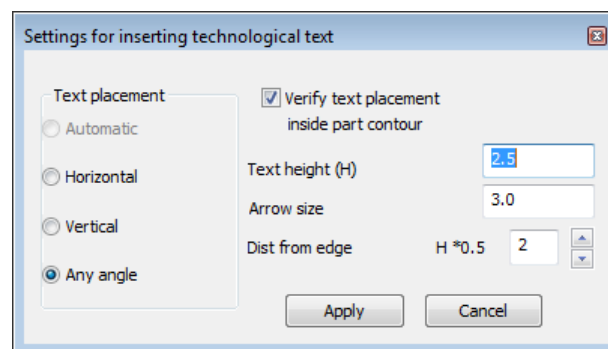 Settings for inserting technological text
Text placement
Automatic
Horizontal
Vertical
Any angle
Verify text placement
inside part contour
Text height (H) 2.5
Arrow size 3.0
Dist from edge H *0.5 2
Apply Cancel